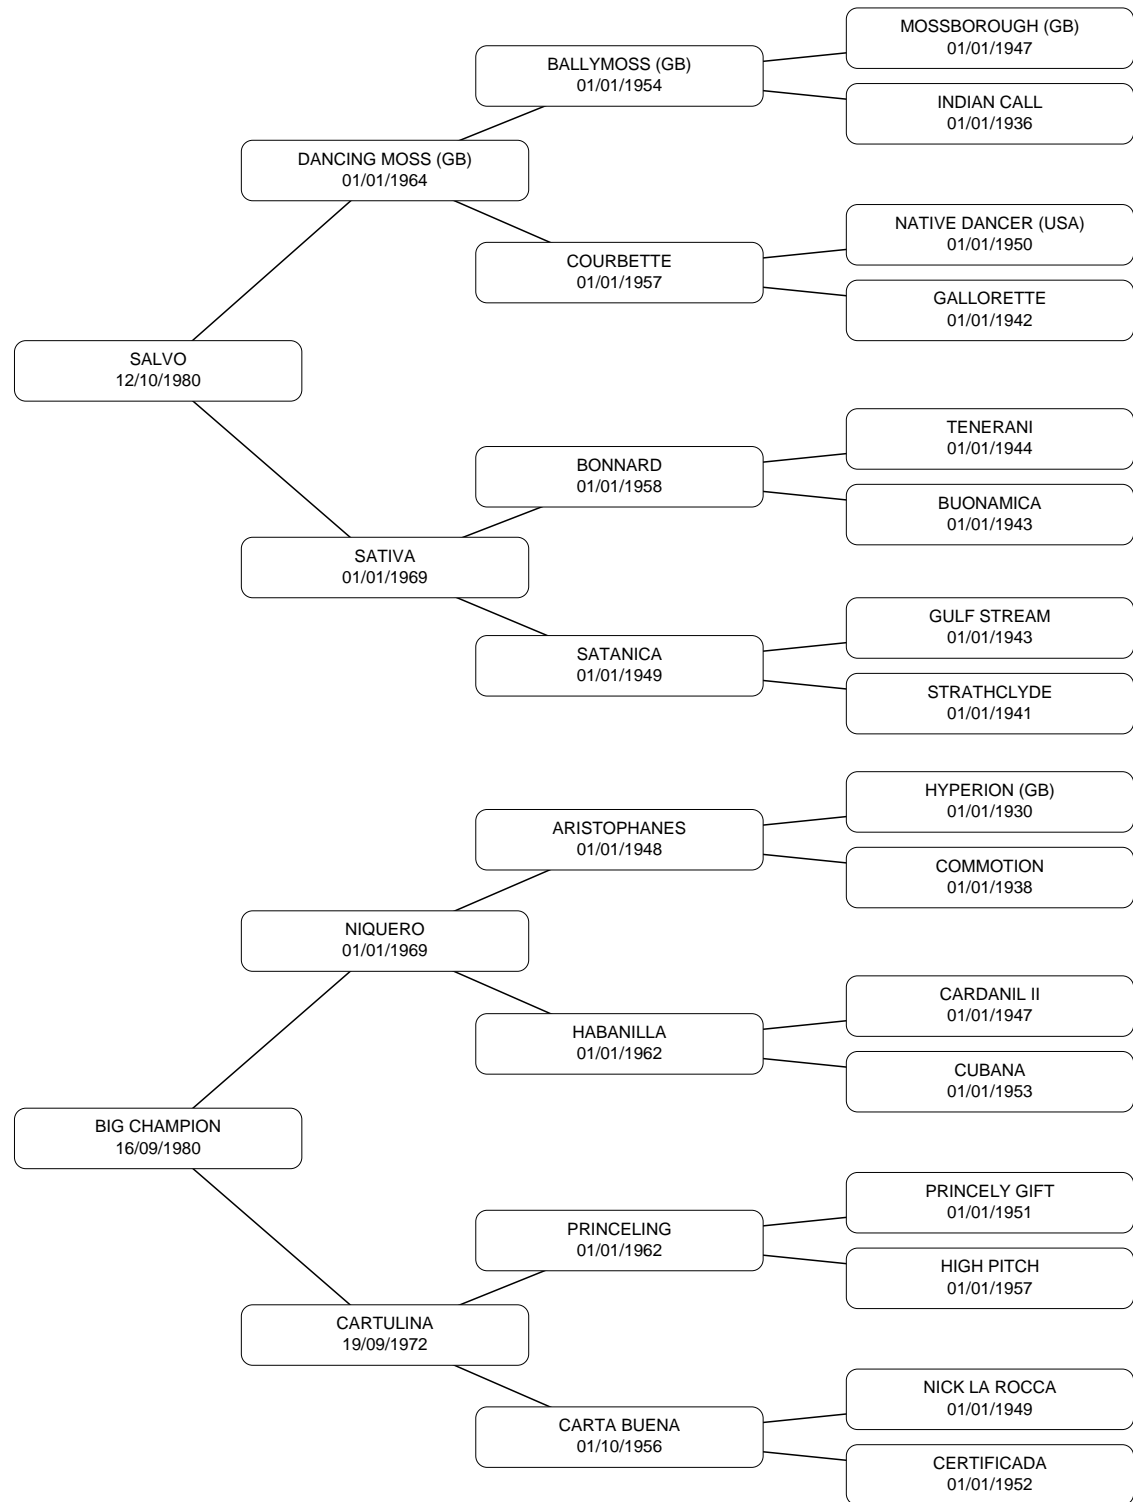 MOSSBOROUGH (GB)
01/01/1947
BALLYMOSS (GB)
01/01/1954
INDIAN CALL
01/01/1936
DANCING MOSS (GB)
01/01/1964
NATIVE DANCER (USA)
01/01/1950
COURBETTE
01/01/1957
GALLORETTE
01/01/1942
SALVO
12/10/1980
TENERANI
01/01/1944
BONNARD
01/01/1958
BUONAMICA
01/01/1943
SATIVA
01/01/1969
GULF STREAM
01/01/1943
SATANICA
01/01/1949
STRATHCLYDE
01/01/1941
HYPERION (GB)
01/01/1930
ARISTOPHANES
01/01/1948
COMMOTION
01/01/1938
NIQUERO
01/01/1969
CARDANIL II
01/01/1947
HABANILLA
01/01/1962
CUBANA
01/01/1953
BIG CHAMPION
16/09/1980
PRINCELY GIFT
01/01/1951
PRINCELING
01/01/1962
HIGH PITCH
01/01/1957
CARTULINA
19/09/1972
NICK LA ROCCA
01/01/1949
CARTA BUENA
01/10/1956
CERTIFICADA
01/01/1952